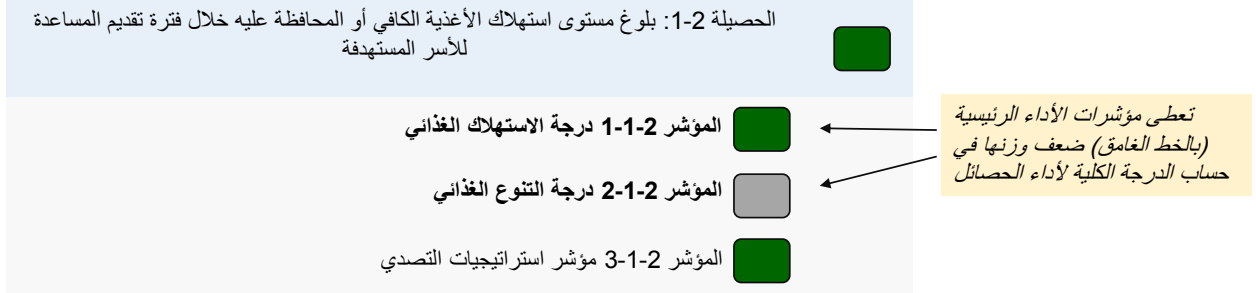 الحصيلة 2-1: بلوغ مستوى استهلاك الأغذية الكافي أو المحافظة عليه خلال فترة تقديم المساعدة
للأسر المستهدفة
المؤشر 2-1-1 درجة الاستهلاك الغذائي
المؤشر 2-1-2 درجة التنوع الغذائي
المؤشر 2-1-3 مؤشر استراتيجيات التصدي
تعطى مؤشرات الأداء الرئيسية
(بالخط الغامق) ضعف وزنها في
حساب الدرجة الكلية لأداء الحصائل